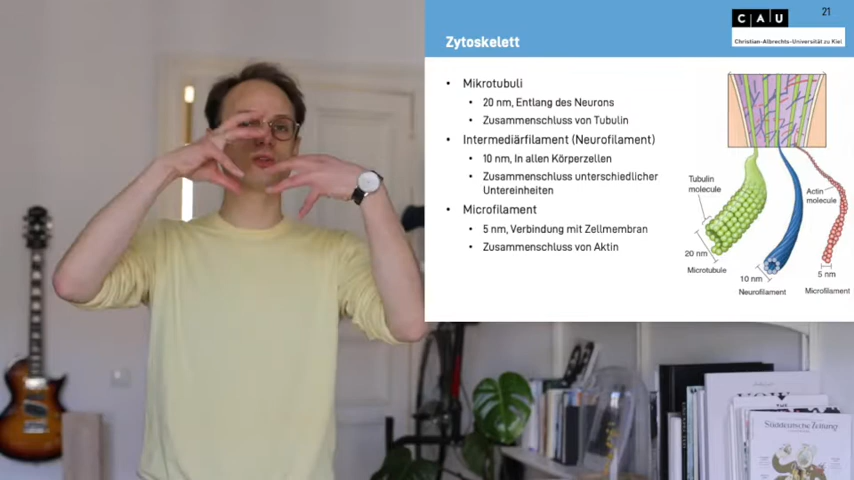 21
C A U
Christian-Albrechts-Universität zu Kiel
Zytoskelett
• Mikrotubuli
• 20 nm, Entlang des Neurons
• Zusammenschluss von Tubulin
• Intermediärfilament (Neurofilament)
• 10 nm, In allen Körperzellen
• Zusammenschluss unterschiedlicher
Untereinheiten
• Microfilament
• 5 nm, Verbindung mit Zellmembran
• Zusammenschluss von Aktin
Tubulin
molecule
Actin
molecule
20 nm
Microtubule
10 nm
Neurofilament
5 nm
Microfilament
Süddeutsche Zeitung